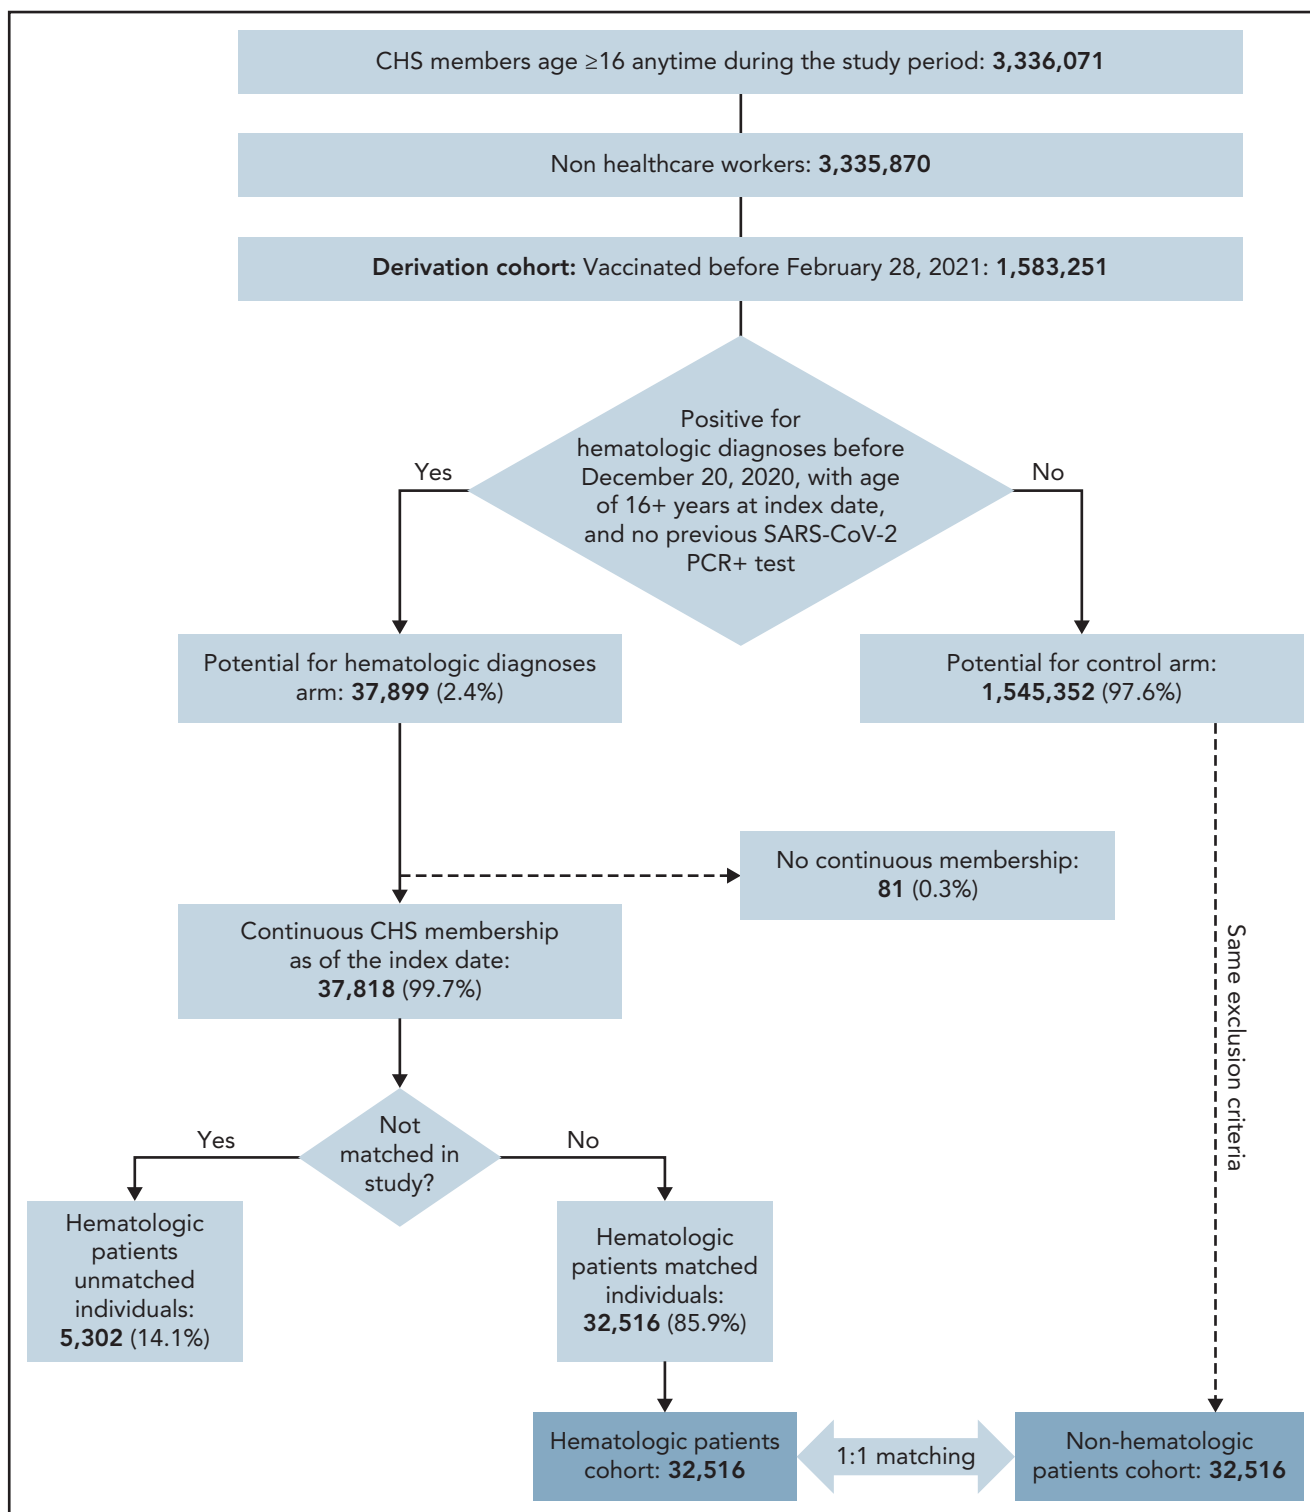 CHS members age ≥16 anytime during the study period: 3,336,071
Non healthcare workers: 3,335,870
Derivation cohort: Vaccinated before February 28, 2021: 1,583,251
Positive for
hematologic diagnoses before
December 20, 2020, with age
of 16+ years at index date,
and no previous SARS-CoV-2
PCR+ test
Yes
No
Potential for hematologic diagnoses
arm: 37,899 (2.4%)
Potential for control arm:
1,545,352 (97.6%)
No continuous membership:
81 (0.3%)
Continuous CHS membership
as of the index date:
37,818 (99.7%)
Same exclusion criteria
Not
matched in
study?
Yes
No
Hematologic
patients
unmatched
individuals:
5,302 (14.1%)
Hematologic
patients matched
individuals:
32,516 (85.9%)
Hematologic patients
cohort: 32,516
1:1 matching
Non-hematologic
patients cohort: 32,516